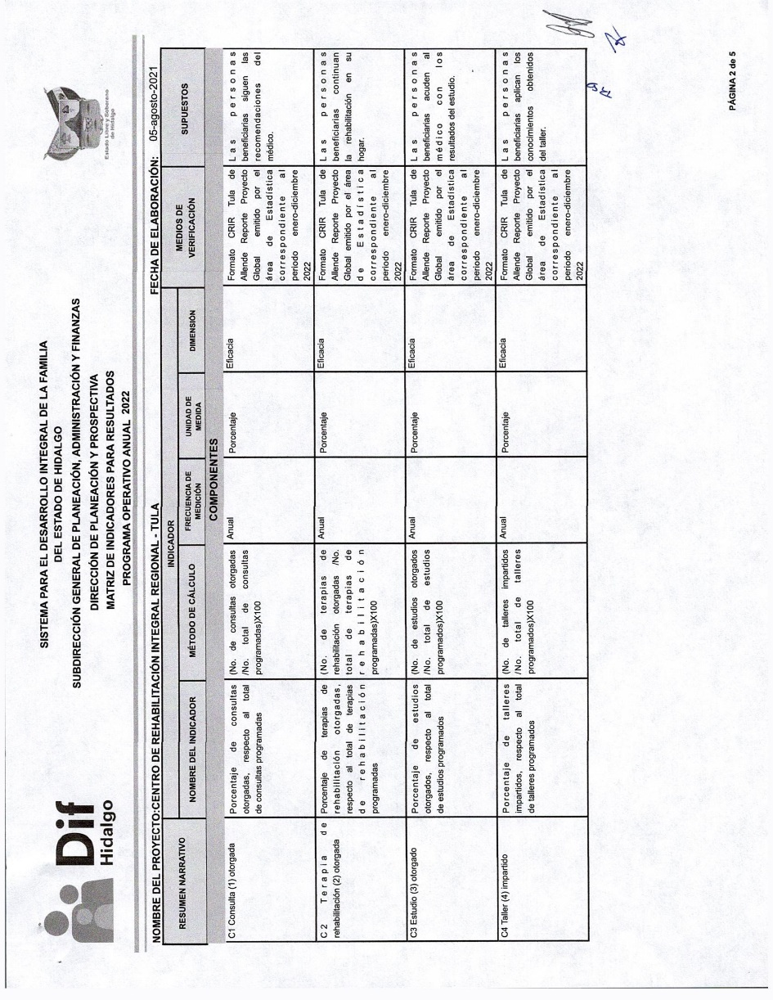 Dif
Hidalgo
SISTEMA PARA EL DESARROLLO INTEGRAL DE LA FAMILIA
DEL ESTADO DE HIDALGO
SUBDIRECCIÓN GENERAL DE PLANEACIÓN, ADMINISTRACIÓN Y FINANZAS
DIRECCIÓN DE PLANEACIÓN Y PROSPECTIVA
MATRIZ DE INDICADORES PARA RESULTADOS
PROGRAMA OPERATIVO ANUAL 2022
Estado Libre y Soberano
de Hidalgo
NOMBRE DEL PROYECTO:CENTRO DE REHABILITACIÓN INTEGRAL REGIONAL - TULA
FECHA DE ELABORACIÓN: 05-agosto-2021
RESUMEN NARRATIVO
INDICADOR
NOMBRE DEL INDICADOR
MÉTODO DE CÁLCULO
FRECUENCIA DE
MEDICIÓN
UNIDAD DE
MEDIDA
DIMENSIÓN
MEDIOS DE
VERIFICACIÓN
SUPUESTOS
COMPONENTES
C1 Consulta (1) otorgada
Porcentaje de consultas
otorgadas, respecto al total
de consultas programadas
(No. de consultas otorgadas
/No. total de consultas
programadas)X100
Anual
Porcentaje
Eficacia
Formato CRIR Tula de
Allende Reporte Proyecto
Global emitido por el
área de Estadística
correspondiente al
periodo enero-diciembre
2022
Las personas
beneficiarias siguen las
recomendaciones del
médico.
C2 Terapia de
rehabilitación (2) otorgada
Porcentaje de terapias de
rehabilitación otorgadas,
respecto al total de terapias
de rehabilitación
programadas
(No. de terapias de
rehabilitación otorgadas /No.
total de terapias de
rehabilitación
programadas)X100
Anual
Porcentaje
Eficacia
Formato CRIR Tula de
Allende Reporte Proyecto
Global emitido por el área
de Estadística
correspondiente al
periodo enero-diciembre
2022
Las personas
beneficiarias continuan
la rehabilitación en su
hogar.
C3 Estudio (3) otorgado
Porcentaje de estudios
otorgados, respecto al total
de estudios programados
(No. de estudios otorgados
/No. total de estudios
programados)X100
Anual
Porcentaje
Eficacia
Formato CRIR Tula de
Allende Reporte Proyecto
Global emitido por el
área de Estadística
correspondiente al
periodo enero-diciembre
2022
Las personas
beneficiarias acuden al
médico con los
resultados del estudio.
C4 Taller (4) impartido
Porcentaje de talleres
impartidos, respecto al total
de talleres programados
(No. de talleres impartidos
/No. total de talleres
programados)X100
Anual
Porcentaje
Eficacia
Formato CRIR Tula de
Allende Reporte Proyecto
Global emitido por el
área de Estadística
correspondiente al
periodo enero-diciembre
2022
Las personas
beneficiarias aplican los
conocimientos obtenidos
del taller.
PÁGINA 2 de 5